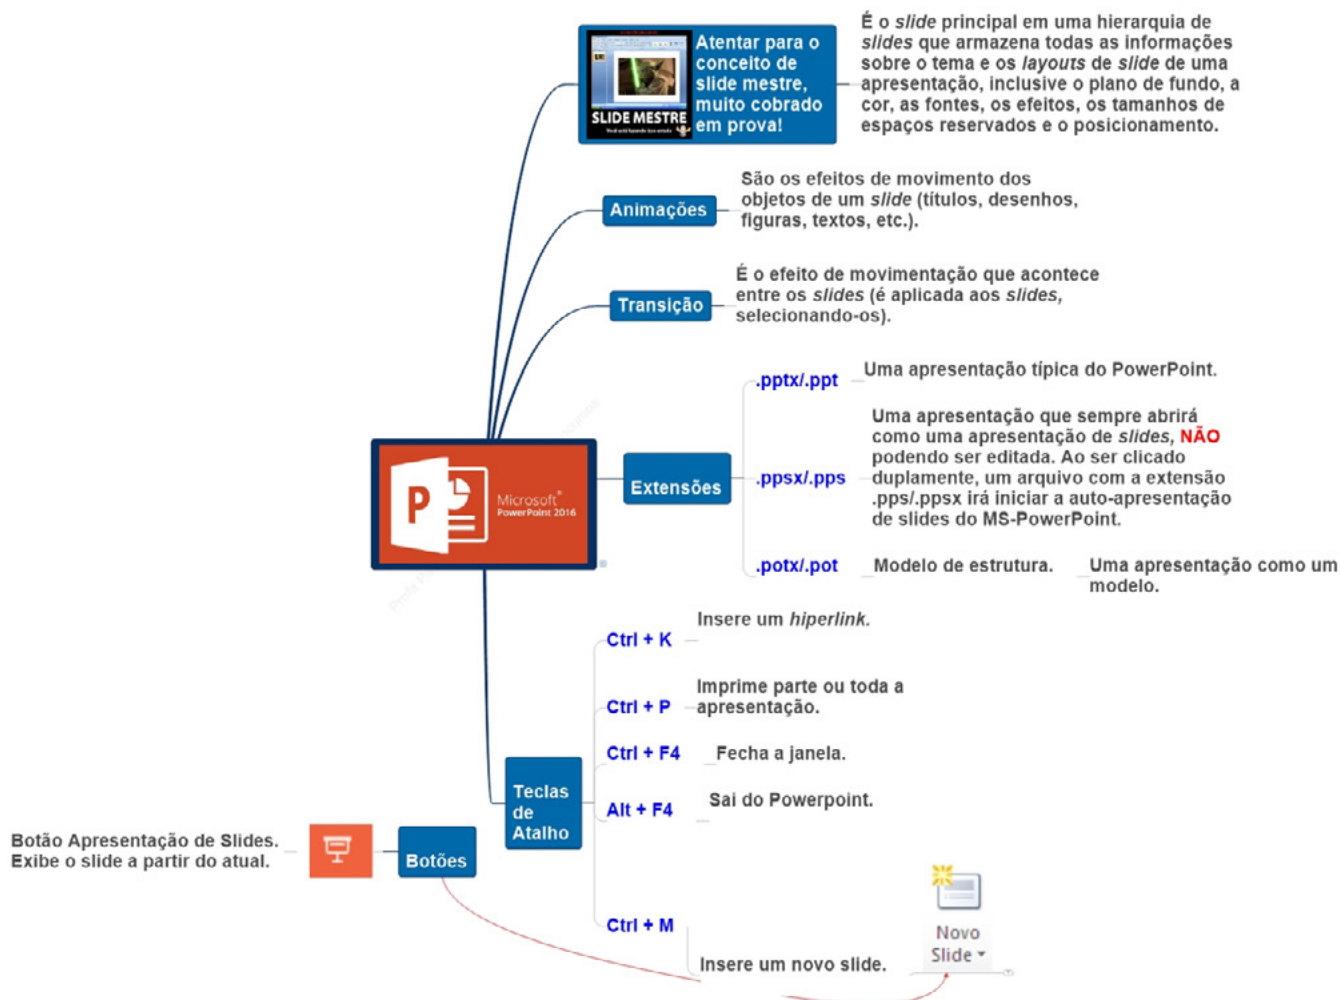 Atentar para o
conceito de
slide mestre,
muito cobrado
em prova!
SLIDE MESTRE
É o slide principal em uma hierarquia de
slides que armazena todas as informações
sobre o tema e os layouts de slide de uma
apresentação, inclusive o plano de fundo, a
cor, as fontes, os efeitos, os tamanhos de
espaços reservados e o posicionamento.
Animações
São os efeitos de movimento dos
objetos de um slide (títulos, desenhos,
figuras, textos, etc.).
Transição
É o efeito de movimentação que acontece
entre os slides (é aplicada aos slides,
selecionando-os).
Microsoft®
PowerPoint 2016
Extensões
.pptx/.ppt
Uma apresentação típica do PowerPoint.
.ppsx/.pps
Uma apresentação que sempre abrirá
como uma apresentação de slides, NÃO
podendo ser editada. Ao ser clicado
duplamente, um arquivo com a extensão
.pps/.ppsx irá iniciar a auto-apresentação
de slides do MS-PowerPoint.
.potx/.pot
Modelo de estrutura.
Uma apresentação como um
modelo.
Teclas
de
Atalho
Ctrl + K
Insere um hiperlink.
Ctrl + P
Imprime parte ou toda a
apresentação.
Ctrl + F4
Fecha a janela.
Alt + F4
Sai do Powerpoint.
Ctrl + M
Insere um novo slide.
Novo
Slide
Botões
Botão Apresentação de Slides.
Exibe o slide a partir do atual.